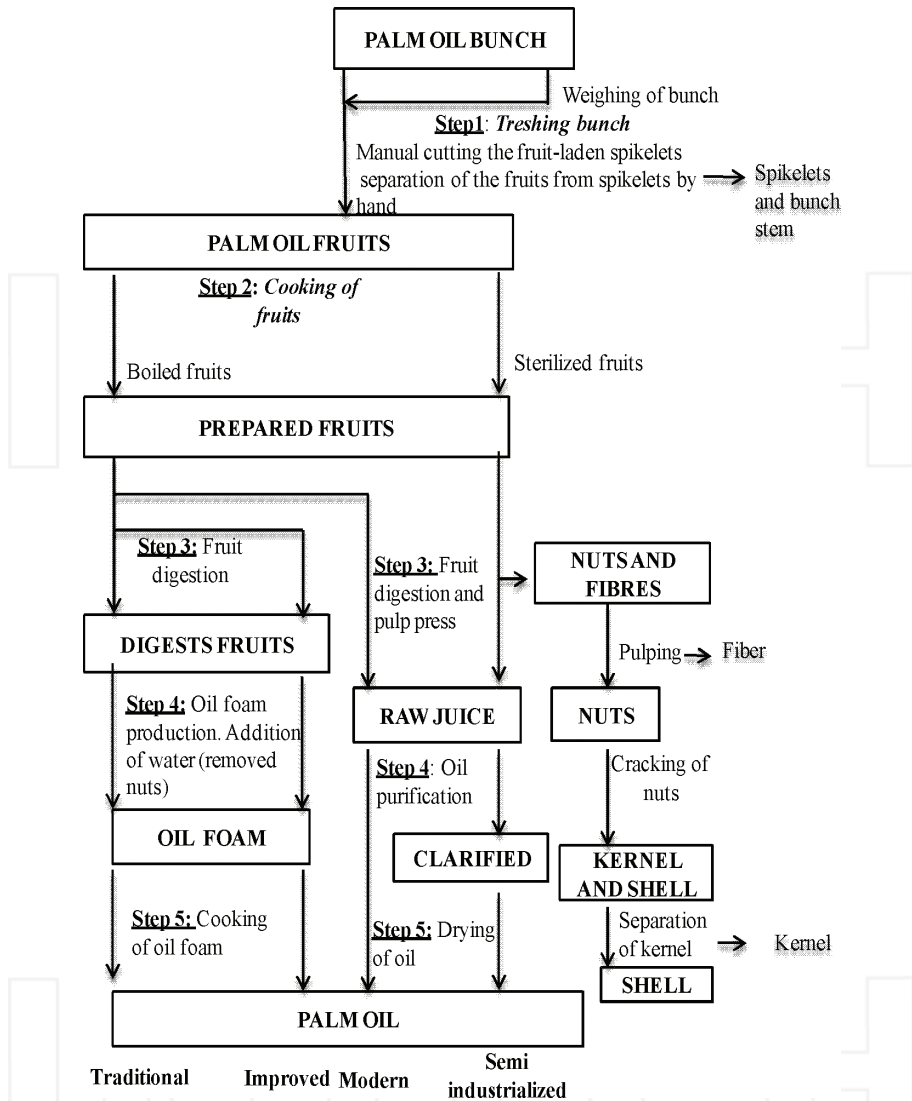 PALM OIL BUNCH
Weighing of bunch
Step1: Treshing bunch
Manual cutting the fruit-laden spikelets
separation of the fruits from spikelets by
hand
Spikelets
and bunch
stem
PALM OIL FRUITS
Step 2: Cooking of
fruits
Boiled fruits
Sterilized fruits
PREPARED FRUITS
Step 3: Fruit
digestion
Step 3: Fruit
digestion and
pulp press
NUTS AND
FIBRES
DIGESTS FRUITS
Pulping
Fiber
Step 4: Oil foam
production. Addition
of water (removed
nuts)
RAW JUICE
NUTS
Step 4: Oil
purification
Cracking of
nuts
OIL FOAM
CLARIFIED
KERNEL
AND SHELL
Step 5: Cooking
of oil foam
Step 5: Drying
of oil
Separation
of kernel
Kernel
SHELL
PALM OIL
Traditional
Improved
Modern
Semi
industrialized